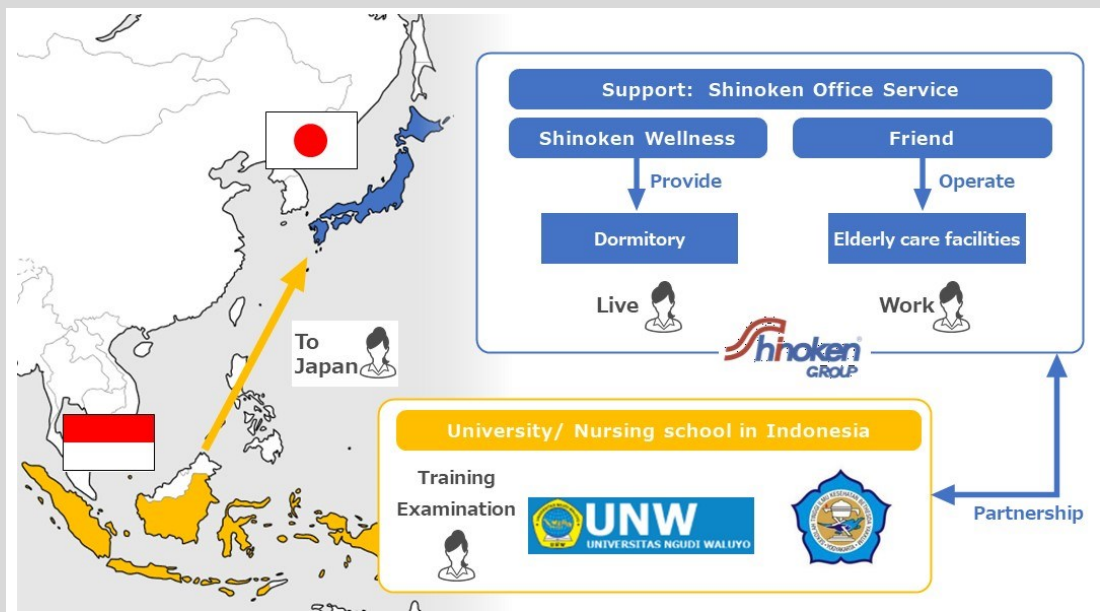 Support: Shinoken Office Service
Shinoken Wellness
Friend
Provide
Operate
Dormitory
Elderly care facilities
Live
Work
Shinoken
GROUP
To
Japan
University/ Nursing school in Indonesia
Training
Examination
UNW
UNIVERSITAS NGUDI WALUYO
Partnership